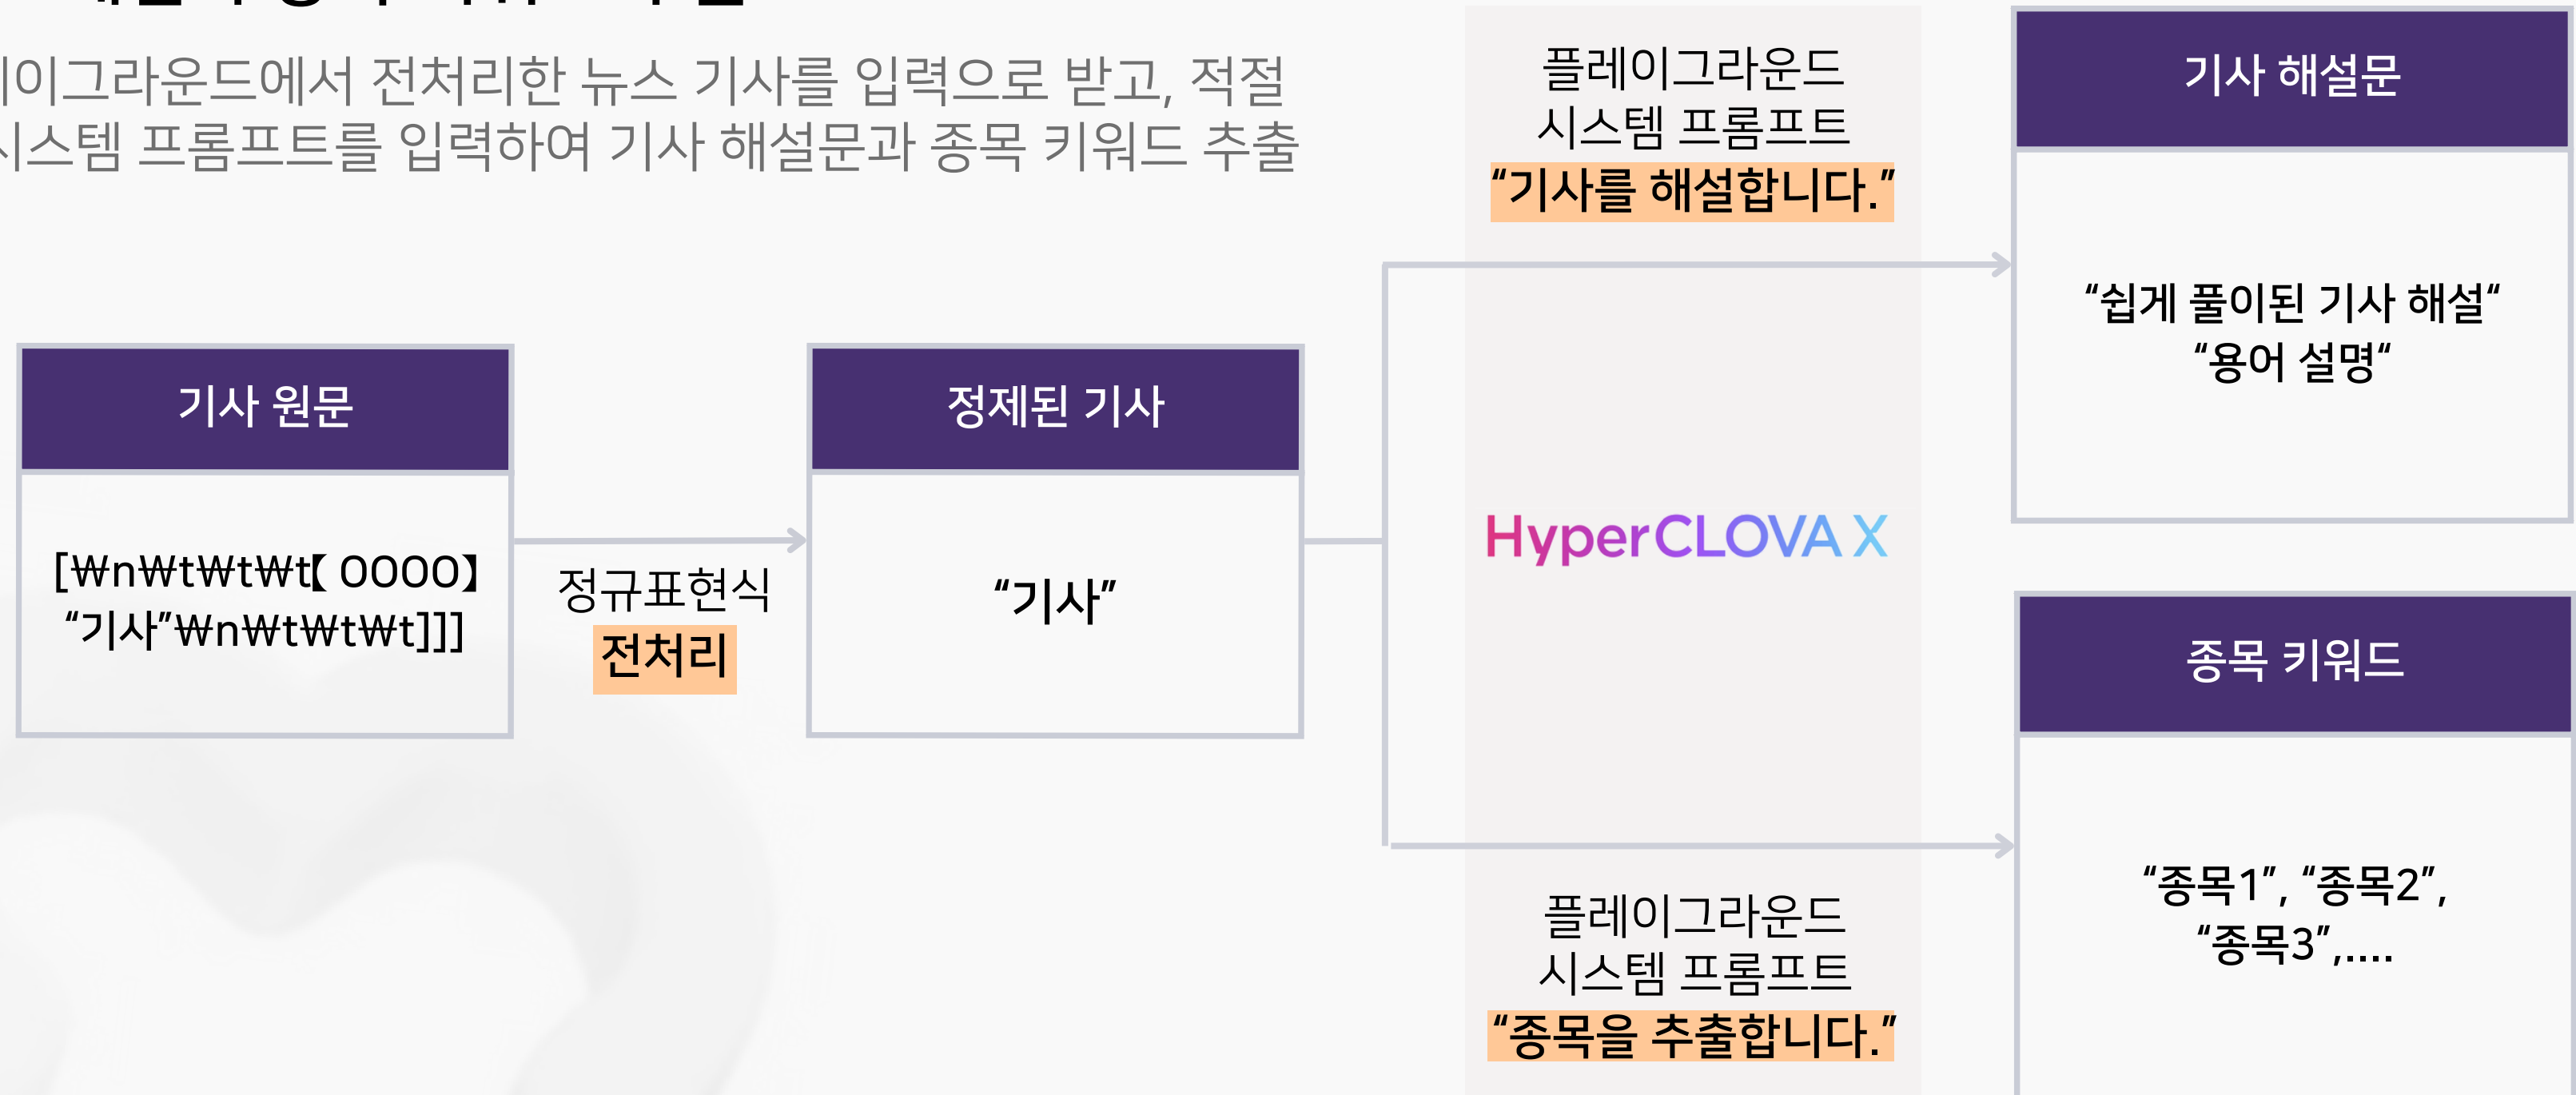 이그라운드에서 전처리한 뉴스 기사를 입력으로 받고, 적절
시스템 프롬프트를 입력하여 기사 해설문과 종목 키워드 추출
기사 원문
[₩n₩t₩t₩t【 OOOO】
“기사”₩n₩t₩t₩t]]]
정규표현식
전처리
정제된 기사
“기사”
플레이그라운드
시스템 프롬프트
“기사를 해설합니다.”
HyperCLOVA X
플레이그라운드
시스템 프롬프트
“종목을 추출합니다.”
기사 해설문
“쉽게 풀이된 기사 해설“
“용어 설명“
종목 키워드
“종목1”, “종목2”,
“종목3”,....